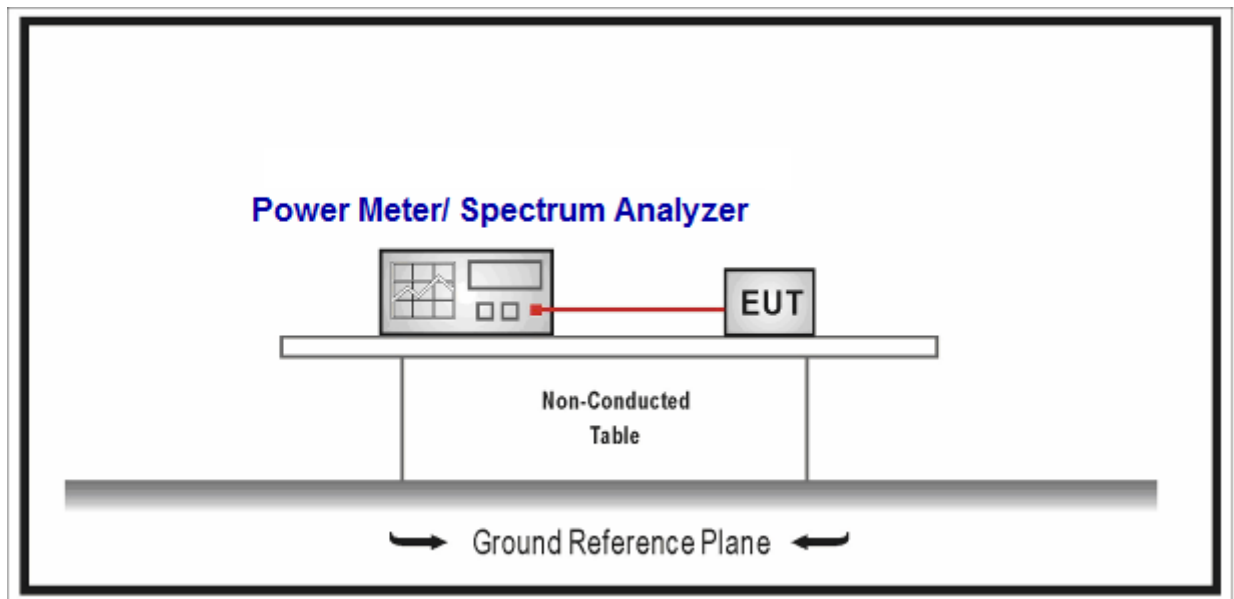 Power Meter/ Spectrum Analyzer
EUT
Non-Conducted
Table
Ground Reference Plane